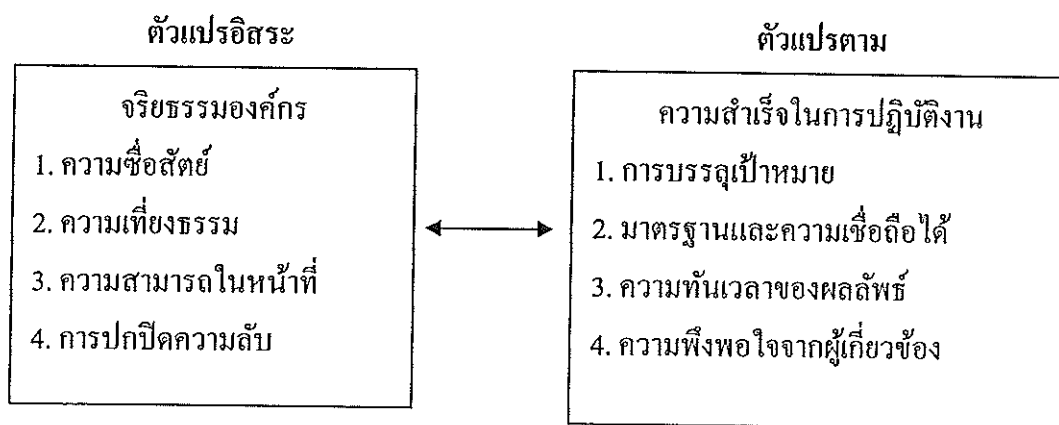 ตัวแปรอิสระ
จริยธรรมองค์กร
1. ความซื่อสัตย์
2. ความเที่ยงธรรม
3. ความสามารถในหน้าที่
4. การปกปิดความลับ
ตัวแปรตาม
ความสำเร็จในการปฏิบัติงาน
1. การบรรลุเป้าหมาย
2. มาตรฐานและความเชื่อถือได้
3. ความทันเวลาของผลลัพธ์
4. ความพึงพอใจจากผู้เกี่ยวข้อง